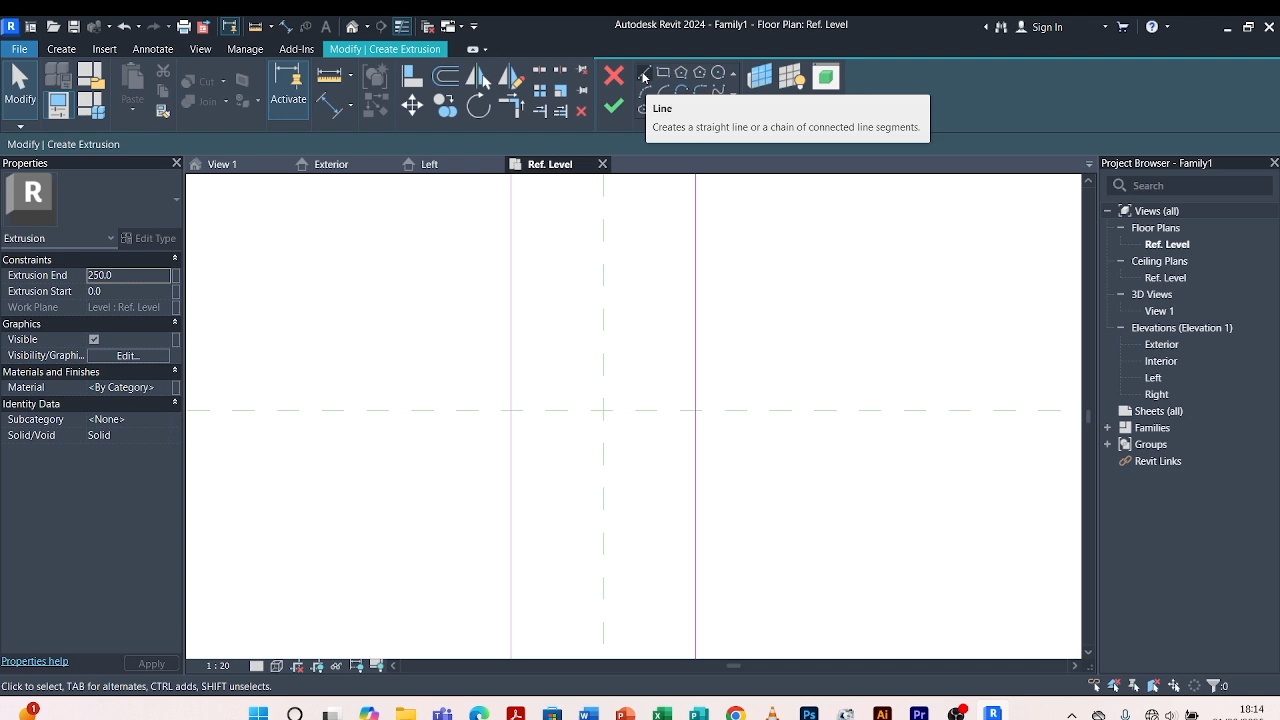 Autodesk Revit 2024 - Family1 - Floor Plan: Ref. Level
Sign In
File Create Insert Annotate View Manage Add-Ins Modify | Create Extrusion
Modify
Paste
Cut
Join
Activate
Line
Creates a straight line or a chain of connected line segments.
Modify | Create Extrusion
Properties
View 1 Exterior Left Ref. Level
Project Browser - Family1
R
Search
Extrusion
Edit Type
Constraints
Extrusion End 250.0
Extrusion Start 0.0
Work Plane Level : Ref. Level
Graphics
Visible
Visibility/Graphi... Edit...
Materials and Finishes
Material <By Category>
Identity Data
Subcategory <None>
Solid/Void Solid
Views (all)
Floor Plans
Ref. Level
Ceiling Plans
Ref. Level
3D Views
View 1
Elevations (Elevation 1)
Exterior
Interior
Left
Right
Sheets (all)
Families
Groups
Revit Links
Properties help
Apply
1 : 20
Click to select, TAB for alternates, CTRL adds, SHIFT unselects.
:0
1
18:14